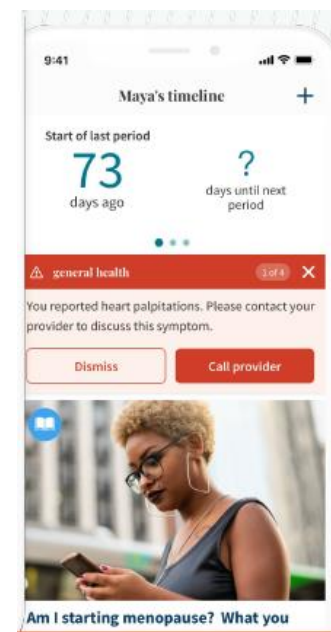 9:41
Maya's timeline
+
Start of last period
73
days ago
?
days until next
period
general health
1 of 4
X
You reported heart palpitations. Please contact your
provider to discuss this symptom.
Dismiss
Call provider
Am I starting menopause? What you